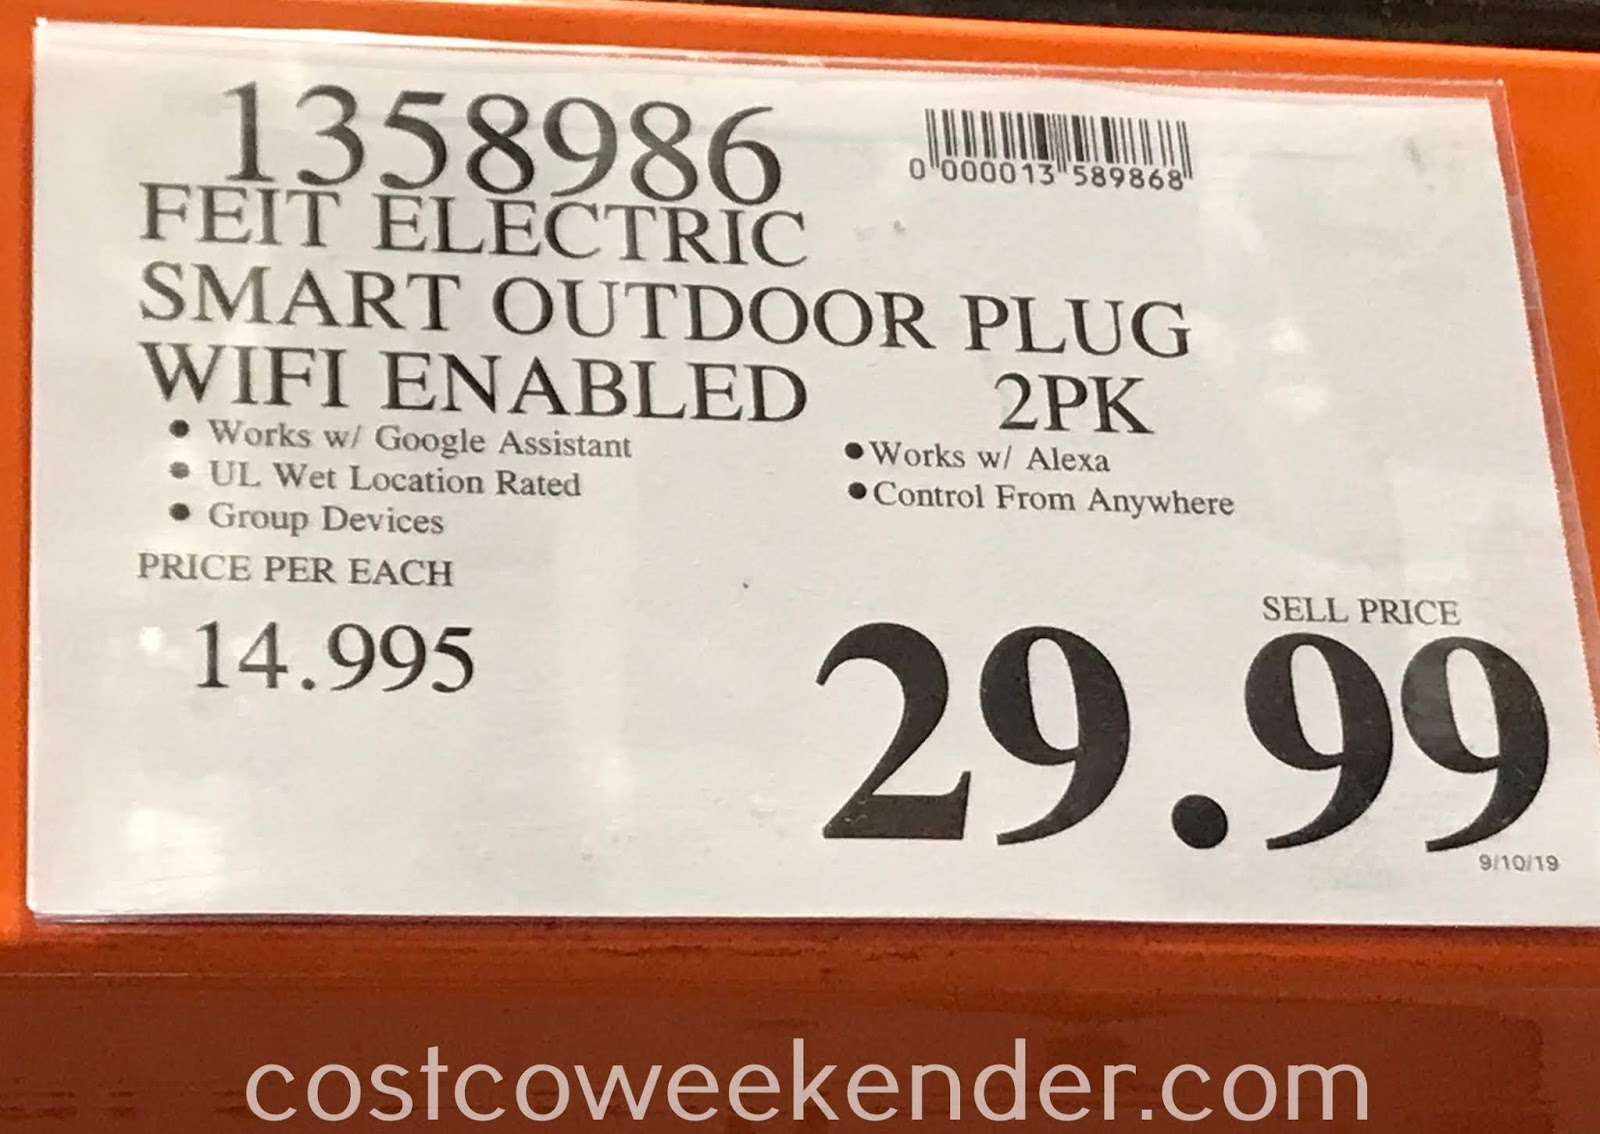 1358986
0 000013 589868
FEIT ELECTRIC
SMART OUTDOOR PLUG
WIFI ENABLED 2PK
• Works w/ Google Assistant
• Works w/ Alexa
• UL Wet Location Rated
• Control From Anywhere
• Group Devices
PRICE PER EACH
14.995
SELL PRICE
29.99
9/10/19
costcoweekender.com